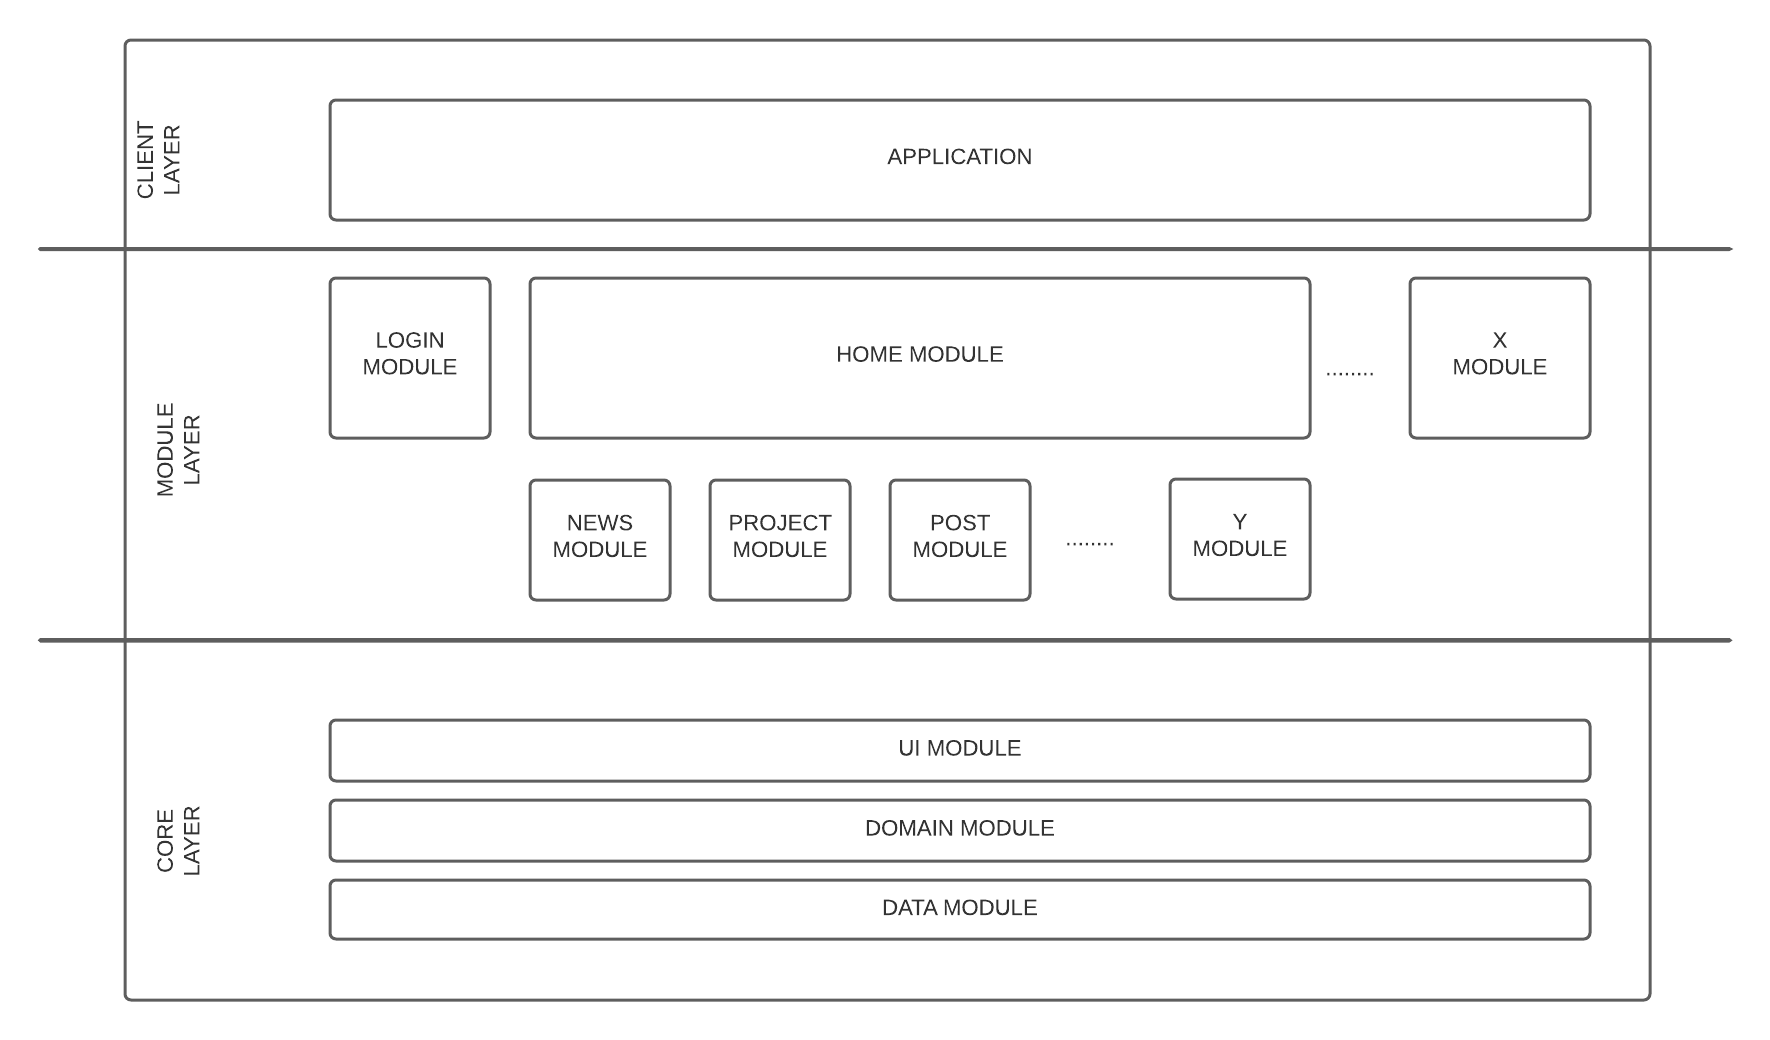 CLIENT
LAYER
APPLICATION
MODULE
LAYER
LOGIN
MODULE
HOME MODULE
........
X
MODULE
NEWS
MODULE
PROJECT
MODULE
POST
MODULE
........
Y
MODULE
CORE
LAYER
UI MODULE
DOMAIN MODULE
DATA MODULE